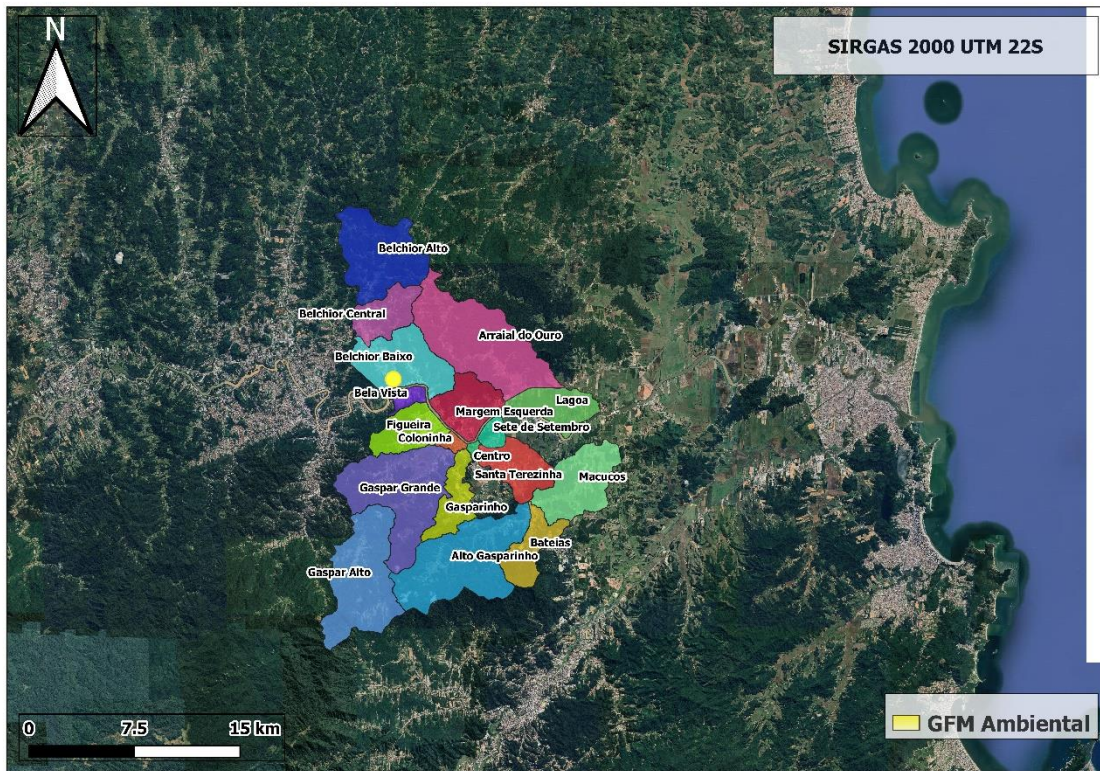 N
SIRGAS 2000 UTM 22S
Belchior Alto
Belchior Central
Arraial do Ouro
Belchior Baixo
Bela Vista
Lagoa
Margem Esquerda
Figueira
Sete de Setembro
Coloninha
Centro
Santa Terezinha
Macucos
Gaspar Grande
Gasparinho
Bateias
Alto Gasparinho
Gaspar Alto
0 7.5 15 km
GFM Ambiental